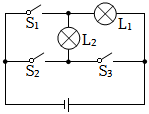 S₁ L₁
L₂
S₂ S₃